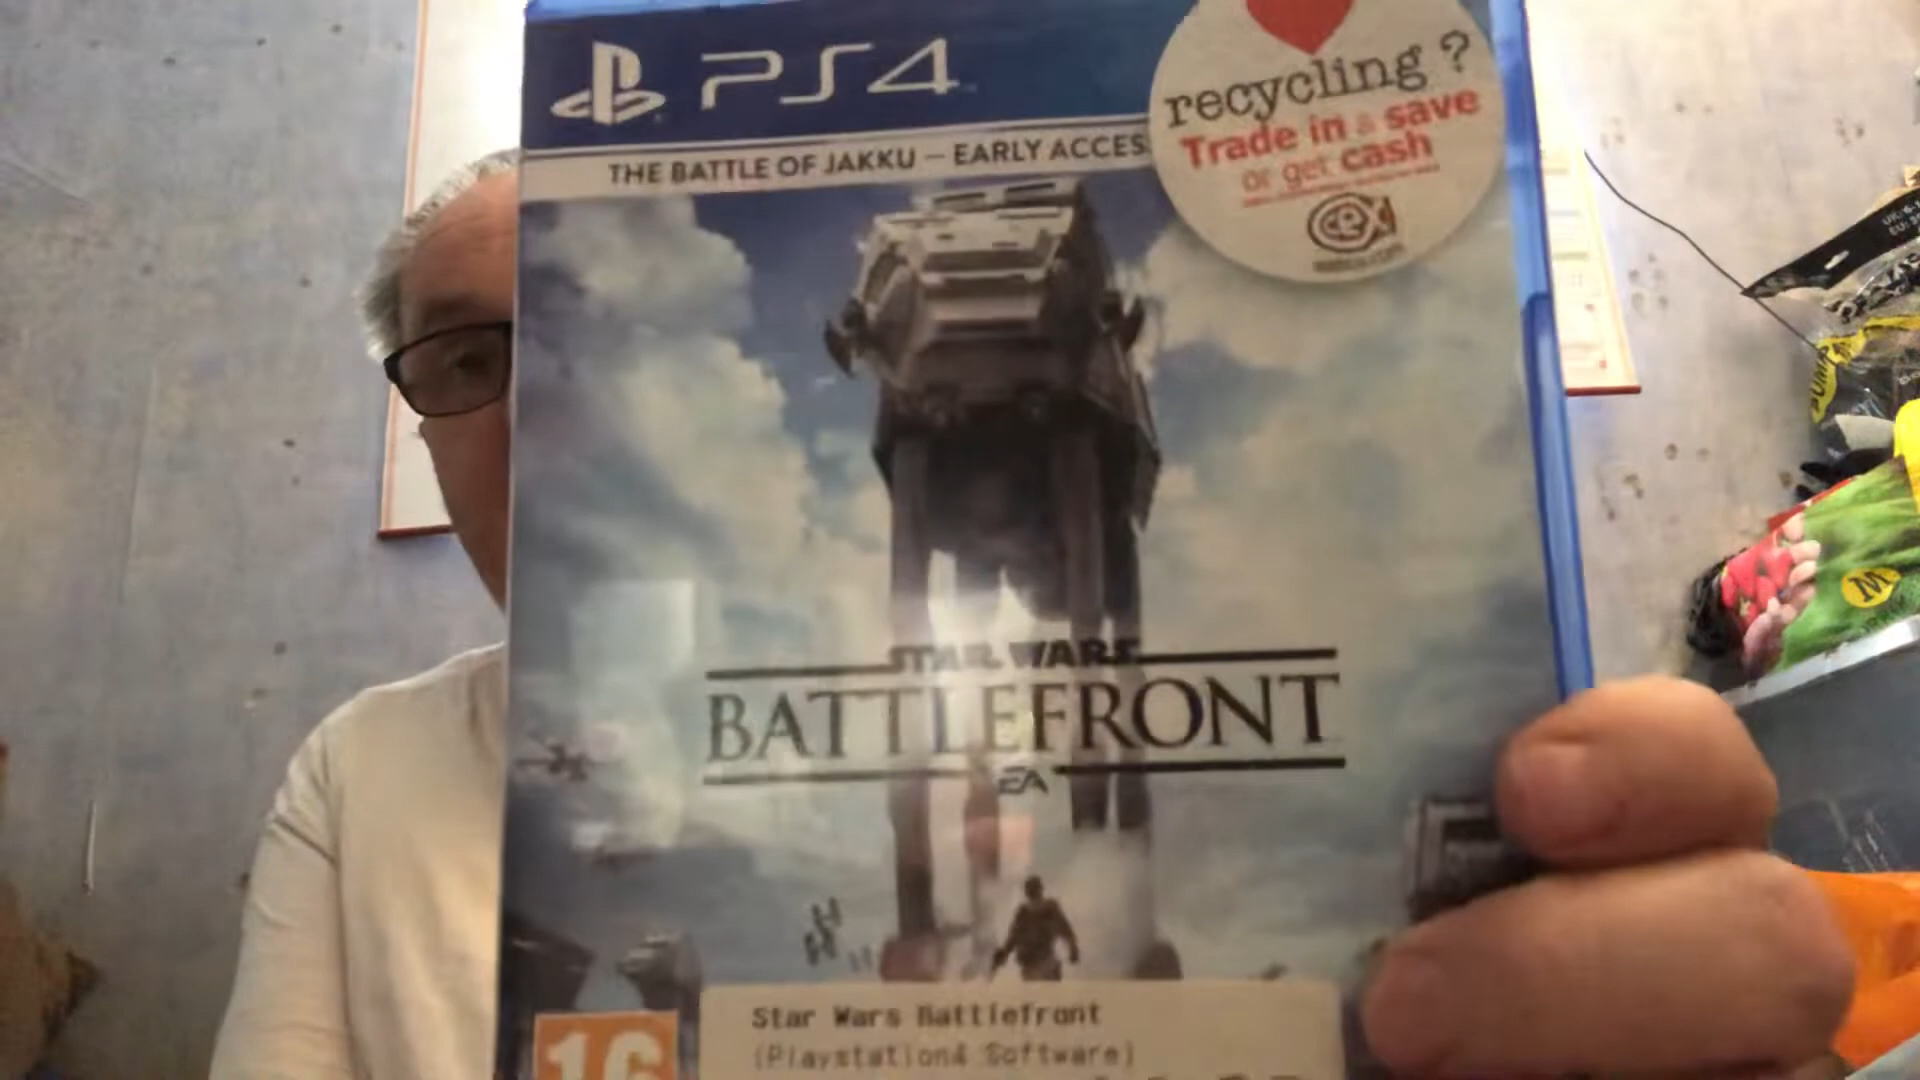 PS4
recycling ?
Trade in & save
or get cash
CeX
THE BATTLE OF JAKKU — EARLY ACCES
STAR WARS
BATTLEFRONT
EA
Star Wars Battlefront
(Playstation4 Software)
16
M